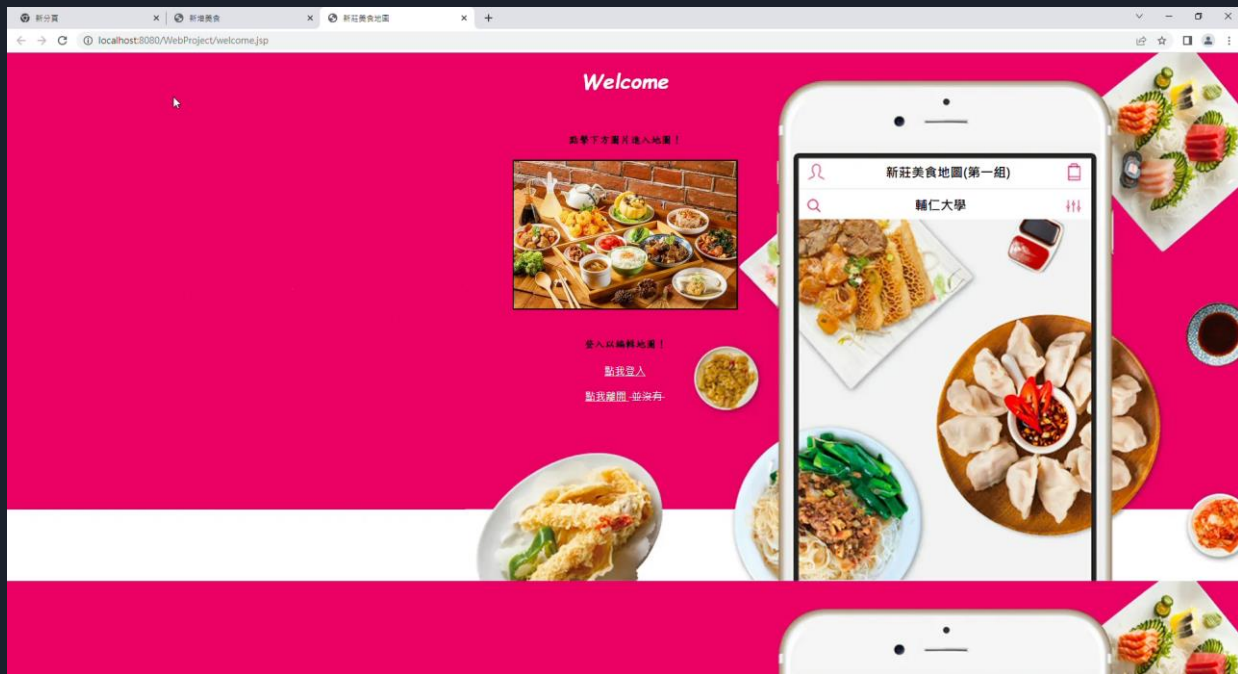 新分頁
新增美食
新莊美食地圖
localhost:8080/WebProject/welcome.jsp
Welcome
點擊下方圖片進入地圖！
新莊美食地圖(第一組)
輔仁大學
登入以編輯地圖！
點我登入
點我離開 -並沒有-